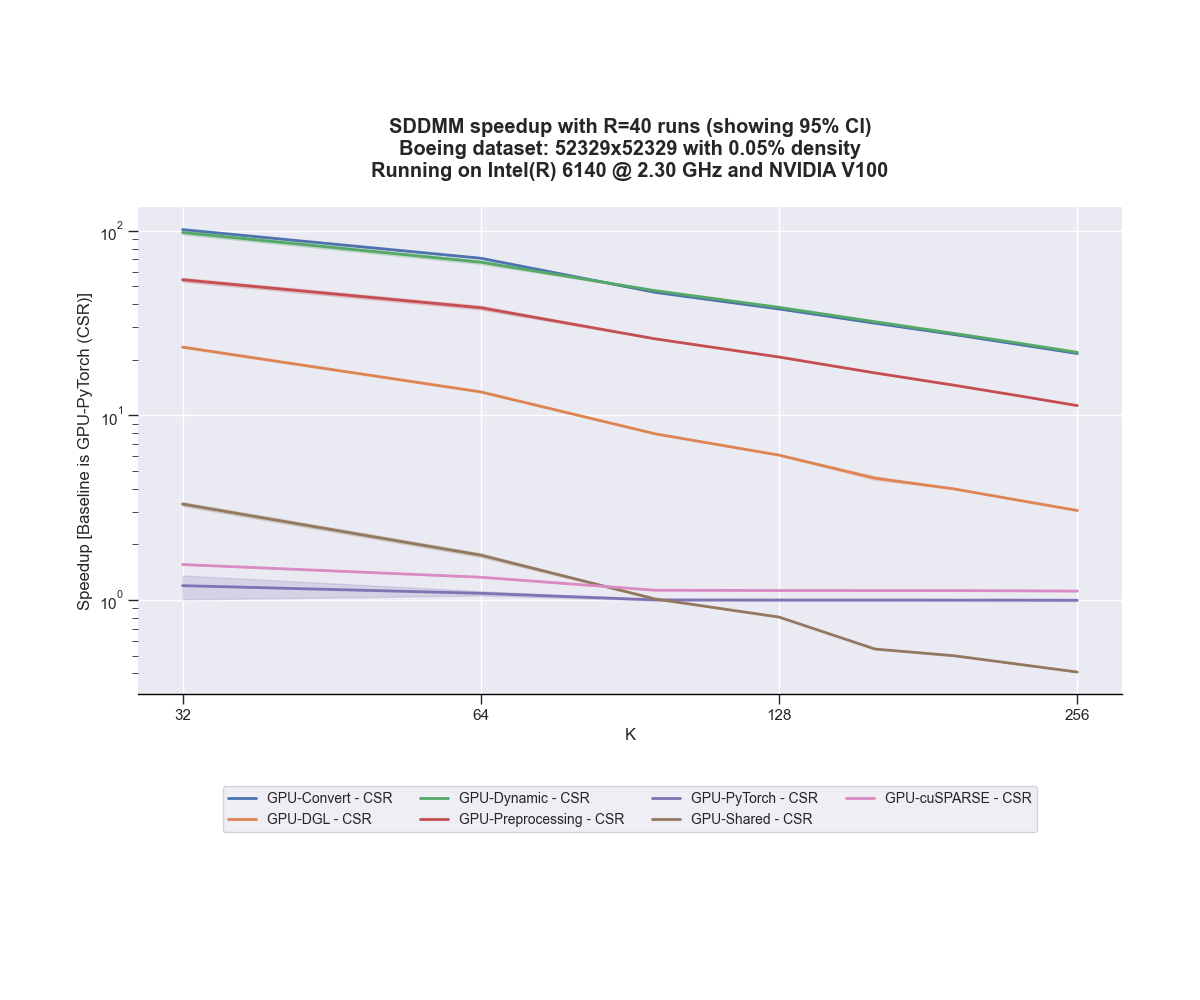 SDDMM speedup with R=40 runs (showing 95% CI)
Boeing dataset: 52329x52329 with 0.05% density
Running on Intel(R) 6140 @ 2.30 GHz and NVIDIA V100
Speedup [Baseline is GPU-PyTorch (CSR)]
10²
10¹
10⁰
32 64 128 256
K
GPU-Convert - CSR GPU-Dynamic - CSR GPU-PyTorch - CSR GPU-cuSPARSE - CSR
GPU-DGL - CSR GPU-Preprocessing - CSR GPU-Shared - CSR